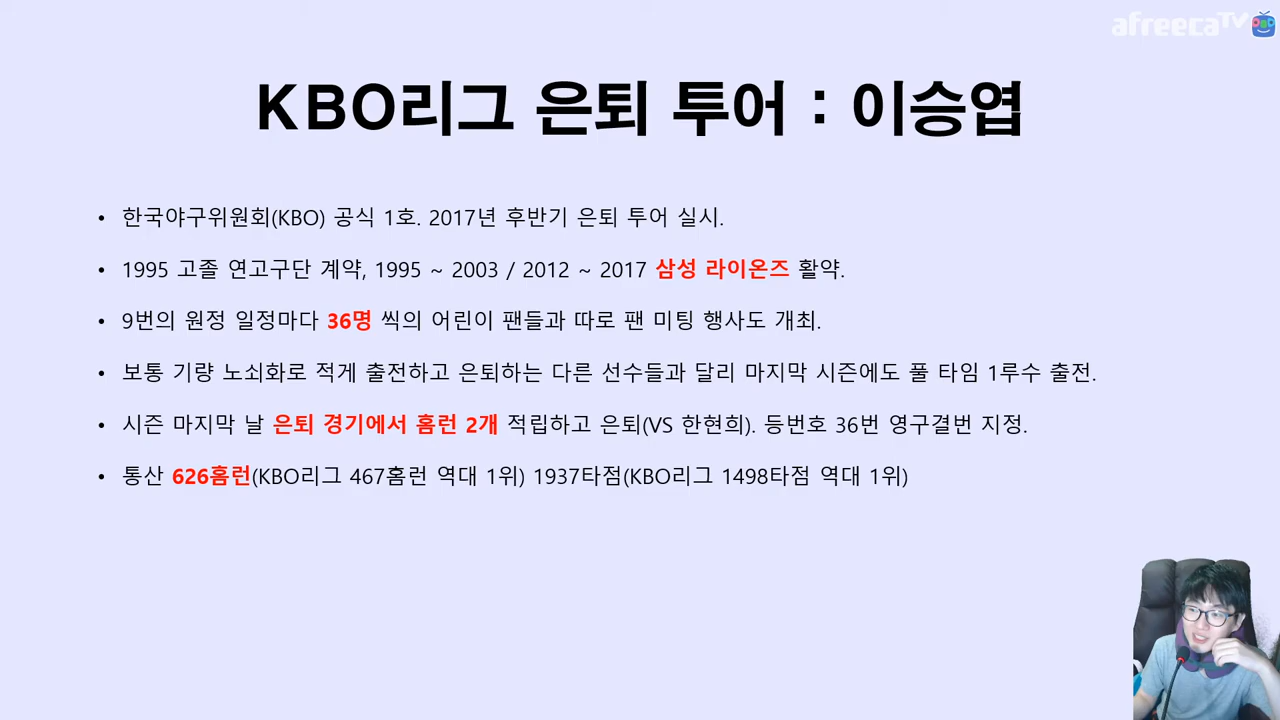 afreecaTV
KBO리그 은퇴 투어 : 이승엽
• 한국야구위원회(KBO) 공식 1호. 2017년 후반기 은퇴 투어 실시.
• 1995 고졸 연고구단 계약, 1995 ~ 2003 / 2012 ~ 2017 삼성 라이온즈 활약.
• 9번의 원정 일정마다 36명 씩의 어린이 팬들과 따로 팬 미팅 행사도 개최.
• 보통 기량 노쇠화로 적게 출전하고 은퇴하는 다른 선수들과 달리 마지막 시즌에도 풀 타임 1루수 출전.
• 시즌 마지막 날 은퇴 경기에서 홈런 2개 적립하고 은퇴(VS 한현희). 등번호 36번 영구결번 지정.
• 통산 626홈런(KBO리그 467홈런 역대 1위) 1937타점(KBO리그 1498타점 역대 1위)